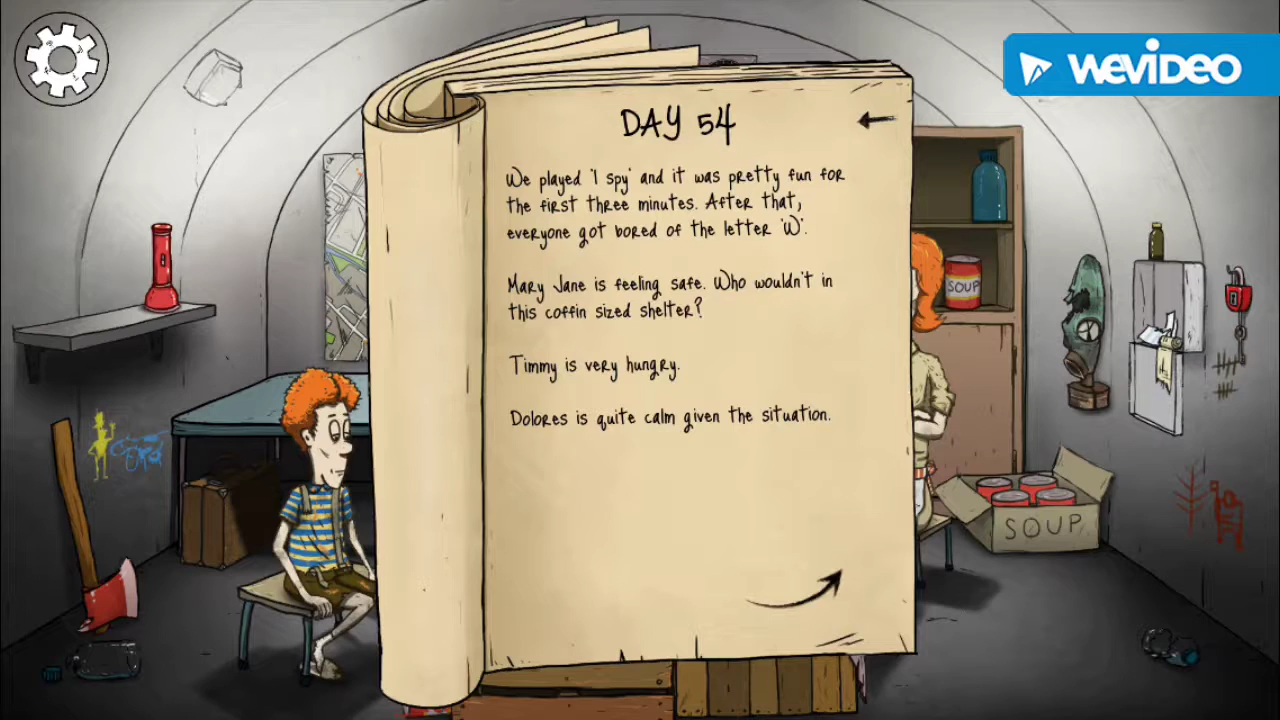 WEVIDEO
DAY 54
We played 'I spy' and it was pretty fun for
the first three minutes. After that,
everyone got bored of the letter 'W'.
Mary Jane is feeling safe. Who wouldn't in
this coffin sized shelter?
Timmy is very hungry.
Dolores is quite calm given the situation.
SOUP
SOUP